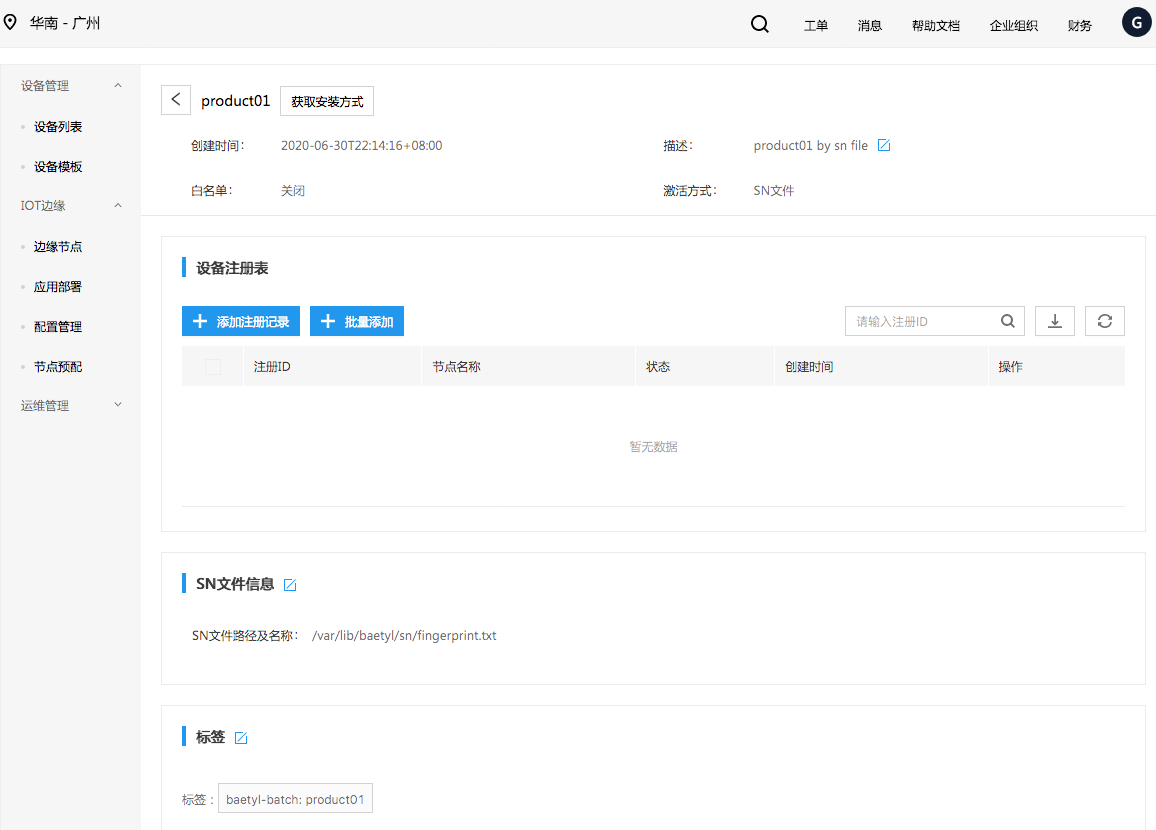 华南 - 广州
工单 消息 帮助文档 企业组织 财务 G
设备管理
设备列表
设备模板
IOT边缘
边缘节点
应用部署
配置管理
节点预配
运维管理
product01 获取安装方式
创建时间: 2020-06-30T22:14:16+08:00 描述: product01 by sn file
白名单: 关闭 激活方式: SN文件
设备注册表
添加注册记录 批量添加 请输入注册ID
注册ID 节点名称 状态 创建时间 操作
暂无数据
SN文件信息
SN文件路径及名称: /var/lib/baetyl/sn/fingerprint.txt
标签
标签 : baetyl-batch: product01